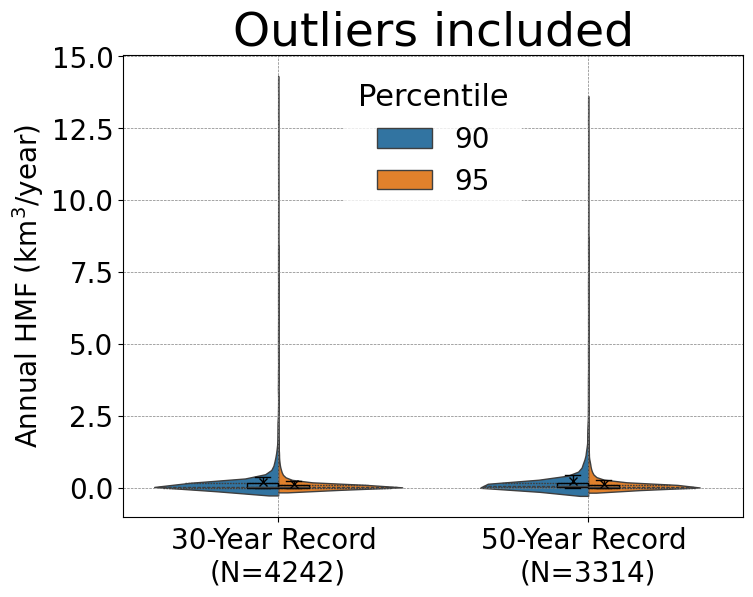 Outliers included
Annual HMF (km³/year)
15.0
12.5
10.0
7.5
5.0
2.5
0.0
Percentile
90
95
30-Year Record
(N=4242)
50-Year Record
(N=3314)